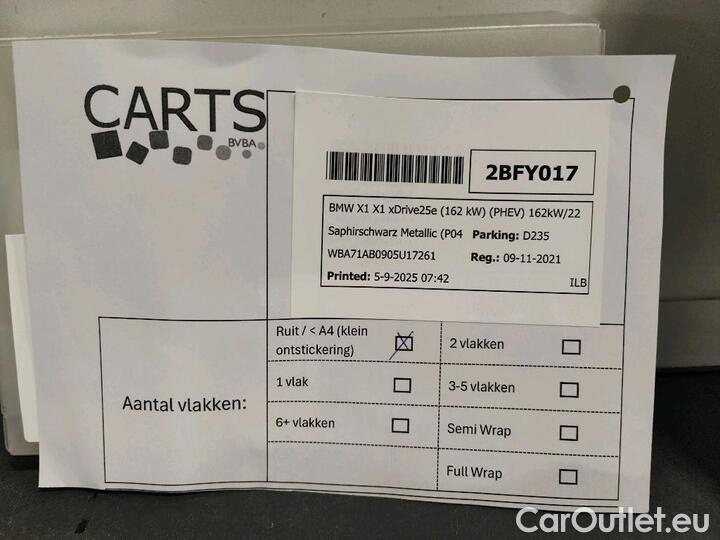 CARTS
BVBA
2BFY017
BMW X1 X1 xDrive25e (162 kW) (PHEV) 162kW/22
Saphirschwarz Metallic (P04 Parking: D235
WBA71AB0905U17261 Reg.: 09-11-2021
Printed: 5-9-2025 07:42 ILB
Aantal vlakken:
Ruit / < A4 (klein
ontstickering)
2 vlakken
1 vlak
3-5 vlakken
6+ vlakken
Semi Wrap
Full Wrap
CarOutlet.eu